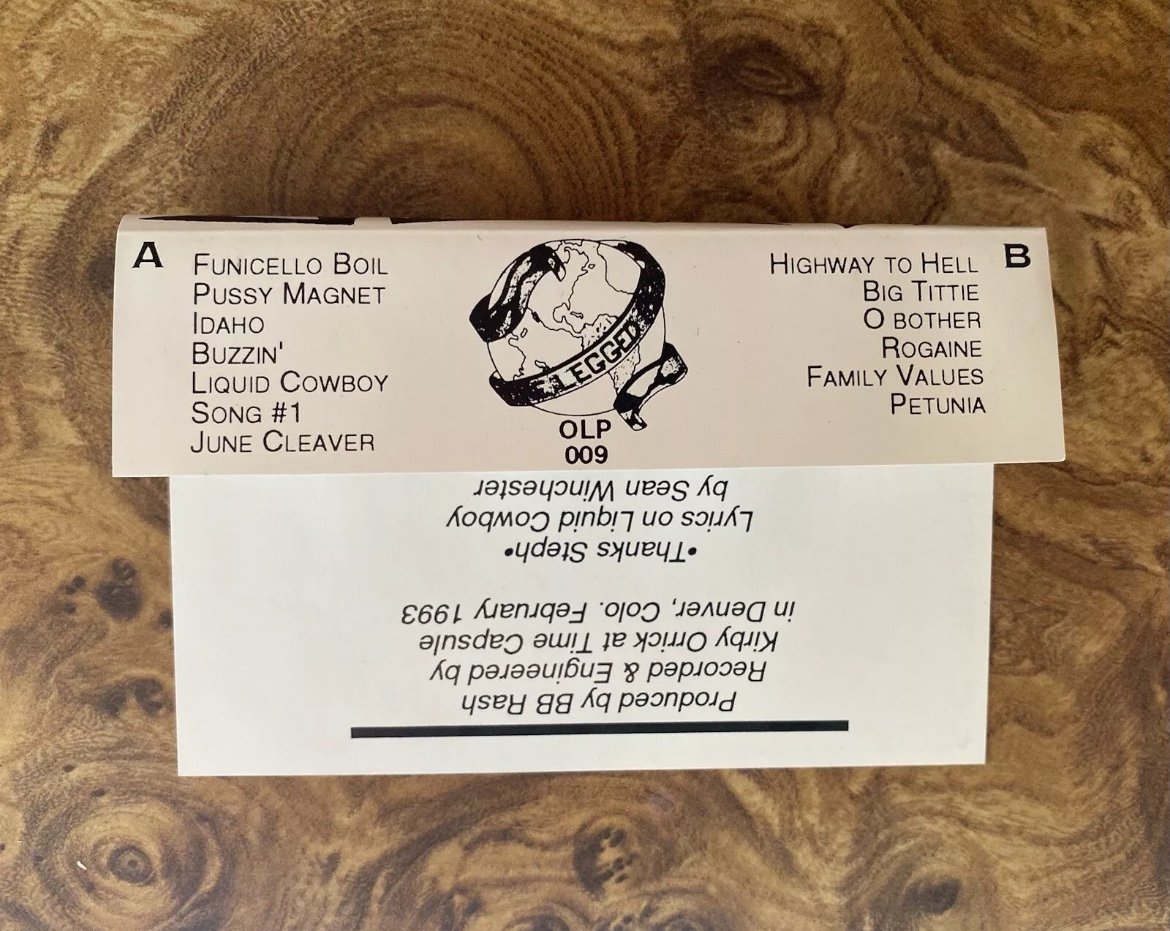 A
FUNICELLO BOIL
PUSSY MAGNET
IDAHO
BUZZIN'
LIQUID COWBOY
SONG #1
JUNE CLEAVER
LEGGED
OLP
009
B
HIGHWAY TO HELL
BIG TITTIE
O BOTHER
ROGAINE
FAMILY VALUES
PETUNIA
Produced by BB Rash
Recorded & Engineered by
Kirby Orrick at Time Capsule
in Denver, Colo. February 1993
•Thanks Steph•
Lyrics on Liquid Cowboy
by Sean Winchester